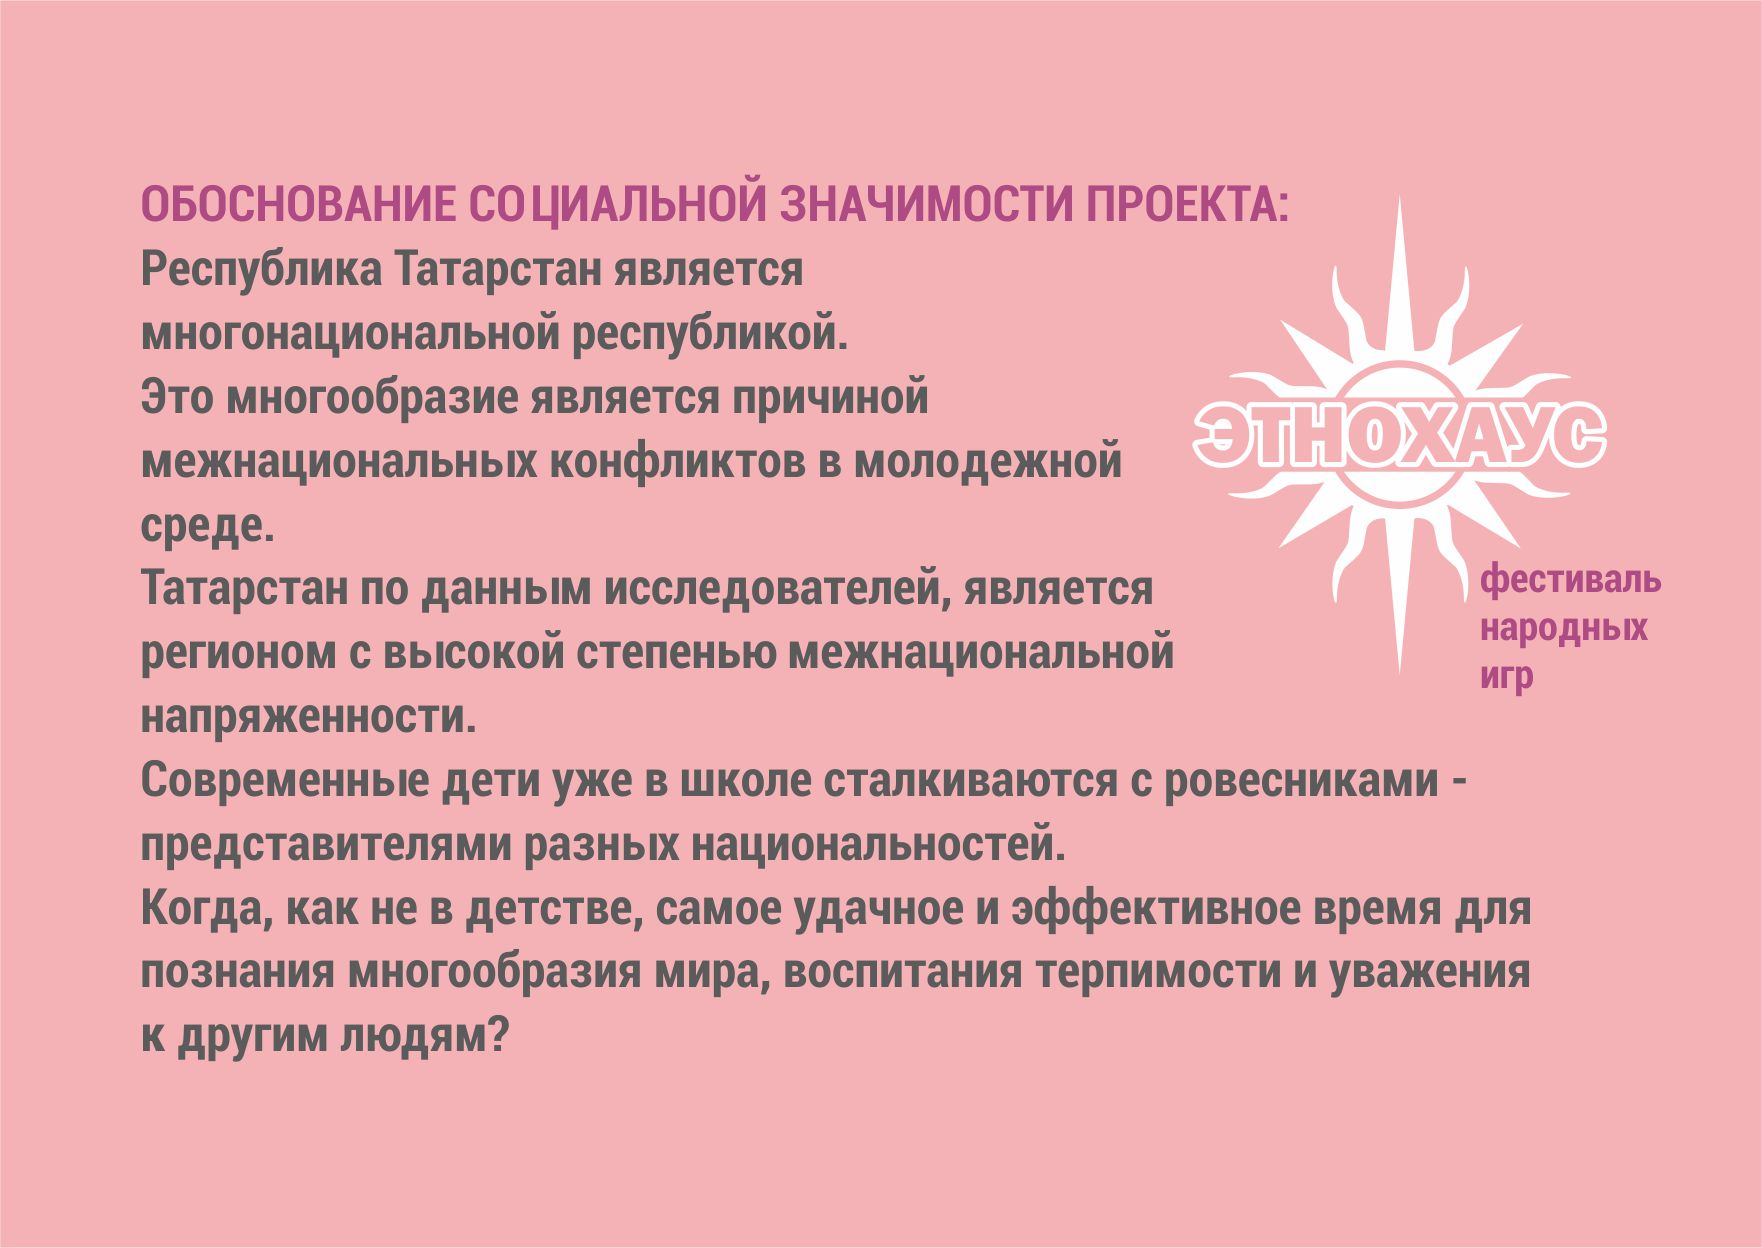 ОБОСНОВАНИЕ СОЦИАЛЬНОЙ ЗНАЧИМОСТИ ПРОЕКТА:
Республика Татарстан является
многонациональной республикой.
Это многообразие является причиной
межнациональных конфликтов в молодежной
среде.
Татарстан по данным исследователей, является
регионом с высокой степенью межнациональной
напряженности.
Современные дети уже в школе сталкиваются с ровесниками -
представителями разных национальностей.
Когда, как не в детстве, самое удачное и эффективное время для
познания многообразия мира, воспитания терпимости и уважения
к другим людям?
ЭТНОХАУС
фестиваль
народных
игр